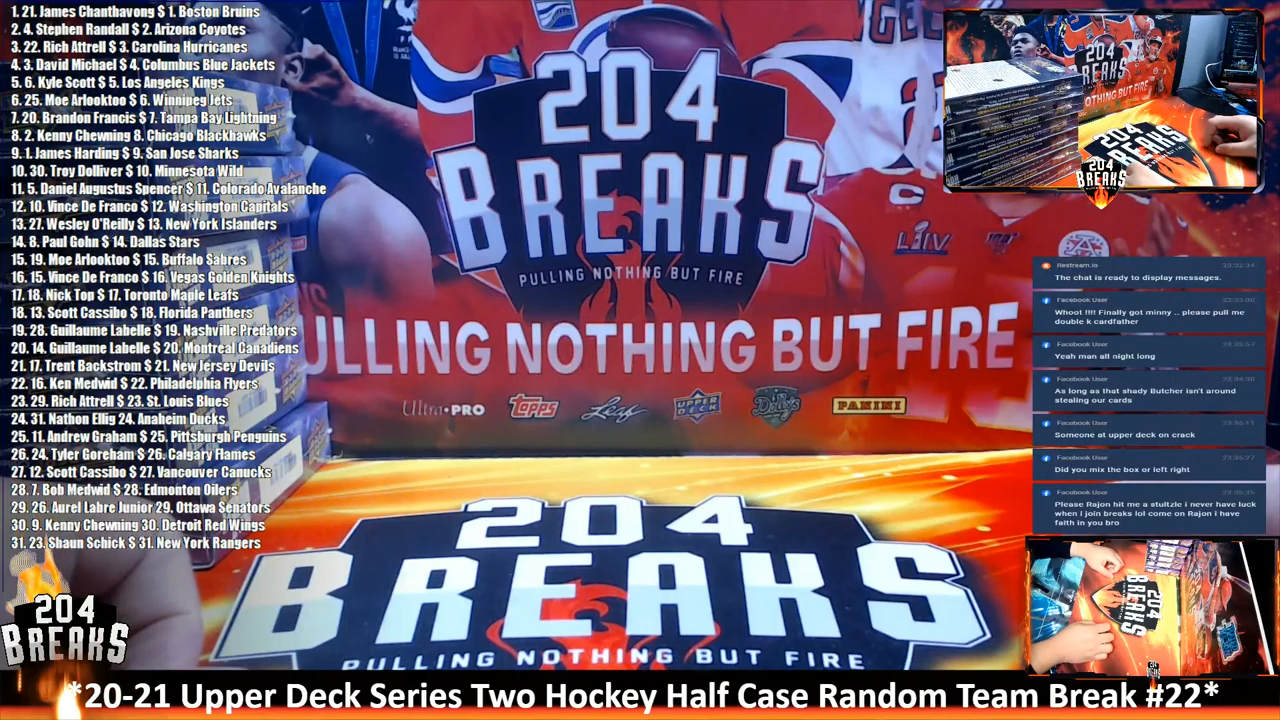 1. 21. James Chanthavong $ 1. Boston Bruins
2. 4. Stephen Randall $ 2. Arizona Coyotes
3. 22. Rich Attrell $ 3. Carolina Hurricanes
4. 3. David Michael $ 4. Columbus Blue Jackets
5. 6. Kyle Scott $ 5. Los Angeles Kings
6. 25. Moe Arlooktoo $ 6. Winnipeg Jets
7. 20. Brandon Francis $ 7. Tampa Bay Lightning
8. 2. Kenny Chewning 8. Chicago Blackhawks
9. 1. James Harding $ 9. San Jose Sharks
10. 30. Troy Dolliver $ 10. Minnesota Wild
11. 5. Daniel Augustus Spencer $ 11. Colorado Avalanche
12. 10. Vince De Franco $ 12. Washington Capitals
13. 27. Wesley O'Reilly $ 13. New York Islanders
14. 8. Paul Gohn $ 14. Dallas Stars
15. 19. Moe Arlooktoo $ 15. Buffalo Sabres
16. 15. Vince De Franco $ 16. Vegas Golden Knights
17. 18. Nick Top $ 17. Toronto Maple Leafs
18. 13. Scott Cassibo $ 18. Florida Panthers
19. 28. Guillaume Labelle $ 19. Nashville Predators
20. 14. Guillaume Labelle $ 20. Montreal Canadiens
21. 17. Trent Backstrom $ 21. New Jersey Devils
22. 16. Ken Medwid $ 22. Philadelphia Flyers
23. 29. Rich Attrell $ 23. St. Louis Blues
24. 31. Nathon Ellig 24. Anaheim Ducks
25. 11. Andrew Graham $ 25. Pittsburgh Penguins
26. 24. Tyler Goreham $ 26. Calgary Flames
27. 12. Scott Cassibo $ 27. Vancouver Canucks
28. 7. Bob Medwid $ 28. Edmonton Oilers
29. 26. Aurel Labre Junior 29. Ottawa Senators
30. 9. Kenny Chewning 30. Detroit Red Wings
31. 23. Shaun Schick $ 31. New York Rangers
204
BREAKS
PULLING NOTHING BUT FIRE
C
LIV
ULLING NOTHING BUT FIRE
Ultra•PRO
Topps
Leaf
UPPER DECK
PANINI
204
BREAKS
PULLING NOTHING BUT FIRE
204
BREAKS
NOTHING BUT FIRE
204
BREAKS
204
BREAKS
Restream.io
The chat is ready to display messages.
Facebook User
Whoot !!!! Finally got minny .. please pull me
double k cardfather
Facebook User
Yeah man all night long
Facebook User
As long as that shady Butcher isn't around
stealing our cards
Facebook User
Someone at upper deck on crack
Facebook User
Did you mix the box or left right
Facebook User
Please Rajon hit me a stultzle i never have luck
when i join breaks lol come on Rajon i have
faith in you bro
204
BREAKS
204
BREAKS
*20-21 Upper Deck Series Two Hockey Half Case Random Team Break #22*